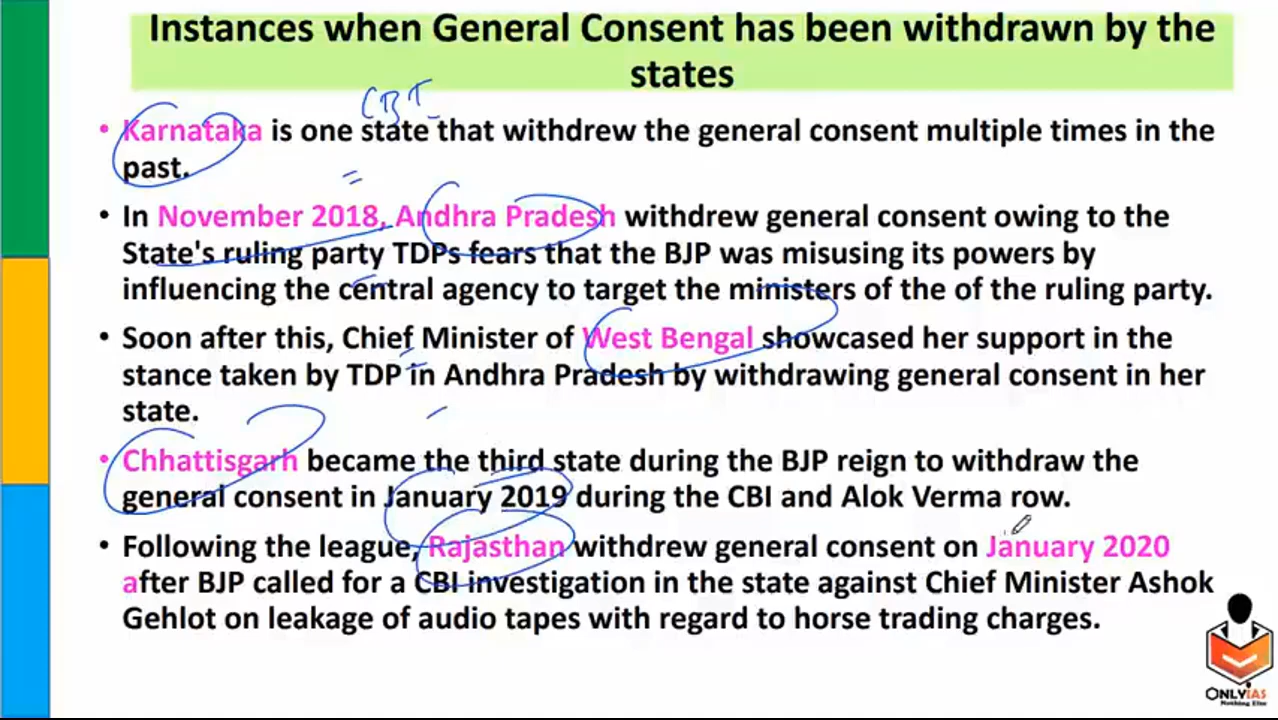 Instances when General Consent has been withdrawn by the
states
CBI
• Karnataka is one state that withdrew the general consent multiple times in the
past.
• In November 2018, Andhra Pradesh withdrew general consent owing to the
State's ruling party TDPs fears that the BJP was misusing its powers by
influencing the central agency to target the ministers of the of the ruling party.
• Soon after this, Chief Minister of West Bengal showcased her support in the
stance taken by TDP in Andhra Pradesh by withdrawing general consent in her
state.
• Chhattisgarh became the third state during the BJP reign to withdraw the
general consent in January 2019 during the CBI and Alok Verma row.
• Following the league, Rajasthan withdrew general consent on January 2020
after BJP called for a CBI investigation in the state against Chief Minister Ashok
Gehlot on leakage of audio tapes with regard to horse trading charges.
ONLYIAS
Nothing Else